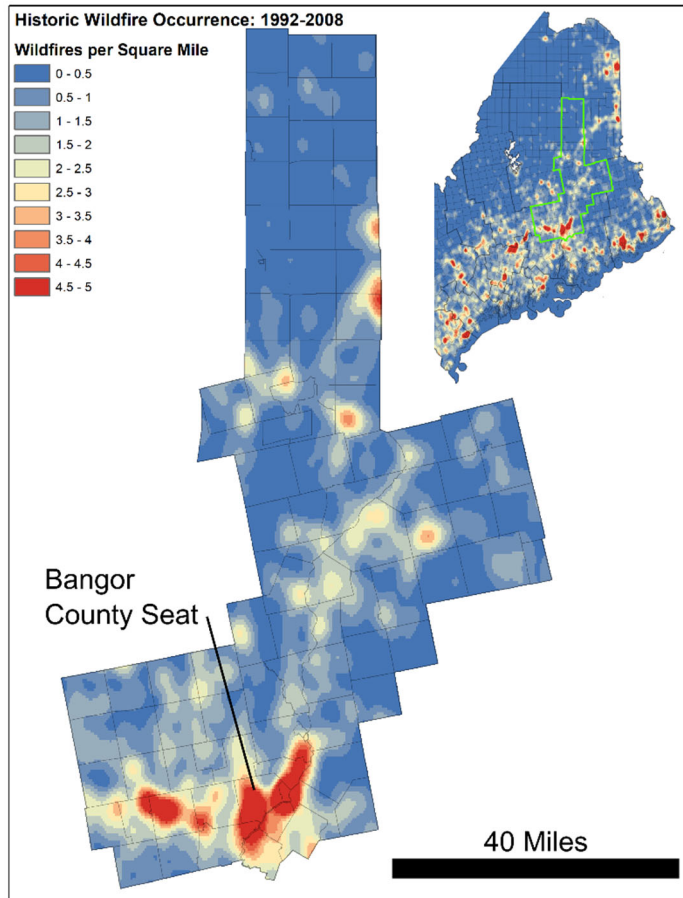 Historic Wildfire Occurrence: 1992-2008
Wildfires per Square Mile
0 - 0.5
0.5 - 1
1 - 1.5
1.5 - 2
2 - 2.5
2.5 - 3
3 - 3.5
3.5 - 4
4 - 4.5
4.5 - 5
Bangor
County Seat
40 Miles